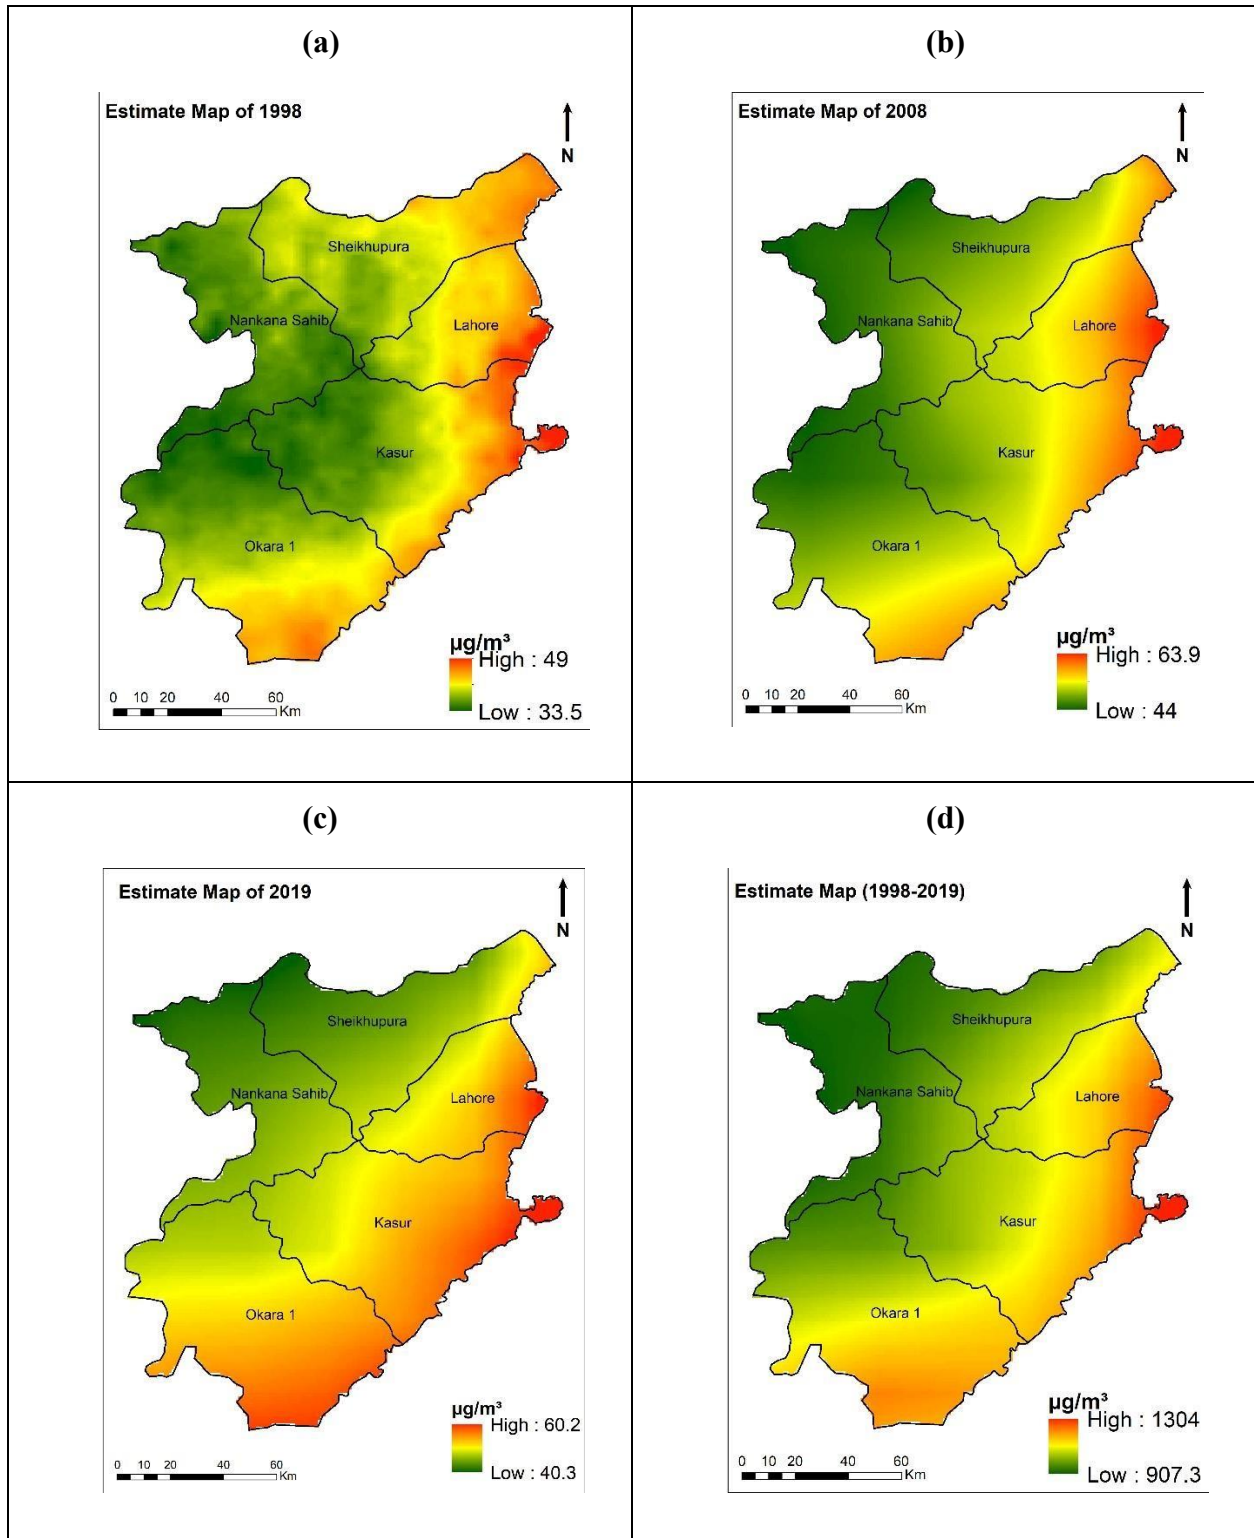 (a)
Estimate Map of 1998
N
Sheikhupura
Nankana Sahib
Lahore
Kasur
Okara 1
µg/m³
High : 49
Low : 33.5
0 10 20 40 60
Km
(b)
Estimate Map of 2008
N
Sheikhupura
Nankana Sahib
Lahore
Kasur
Okara 1
µg/m³
High : 63.9
Low : 44
0 10 20 40 60
Km
(c)
Estimate Map of 2019
N
Sheikhupura
Nankana Sahib
Lahore
Kasur
Okara 1
µg/m³
High : 60.2
Low : 40.3
0 10 20 40 60
Km
(d)
Estimate Map (1998-2019)
N
Sheikhupura
Nankana Sahib
Lahore
Kasur
Okara 1
µg/m³
High : 1304
Low : 907.3
0 10 20 40 60
Km